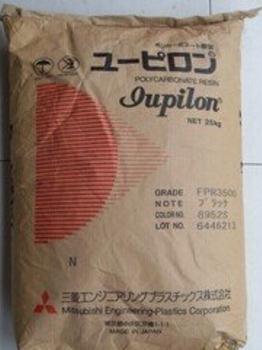 ユーピロン
POLYCARBONATE RESIN
Iupilon
NET 25kg
GRADE FPR3500
NOTE ブラック
COLOR NO. 8952S
LOT NO. 6446213
N
三菱エンジニアリングプラスチックス株式会社
Mitsubishi Engineering-Plastics Corporation
MADE IN JAPAN